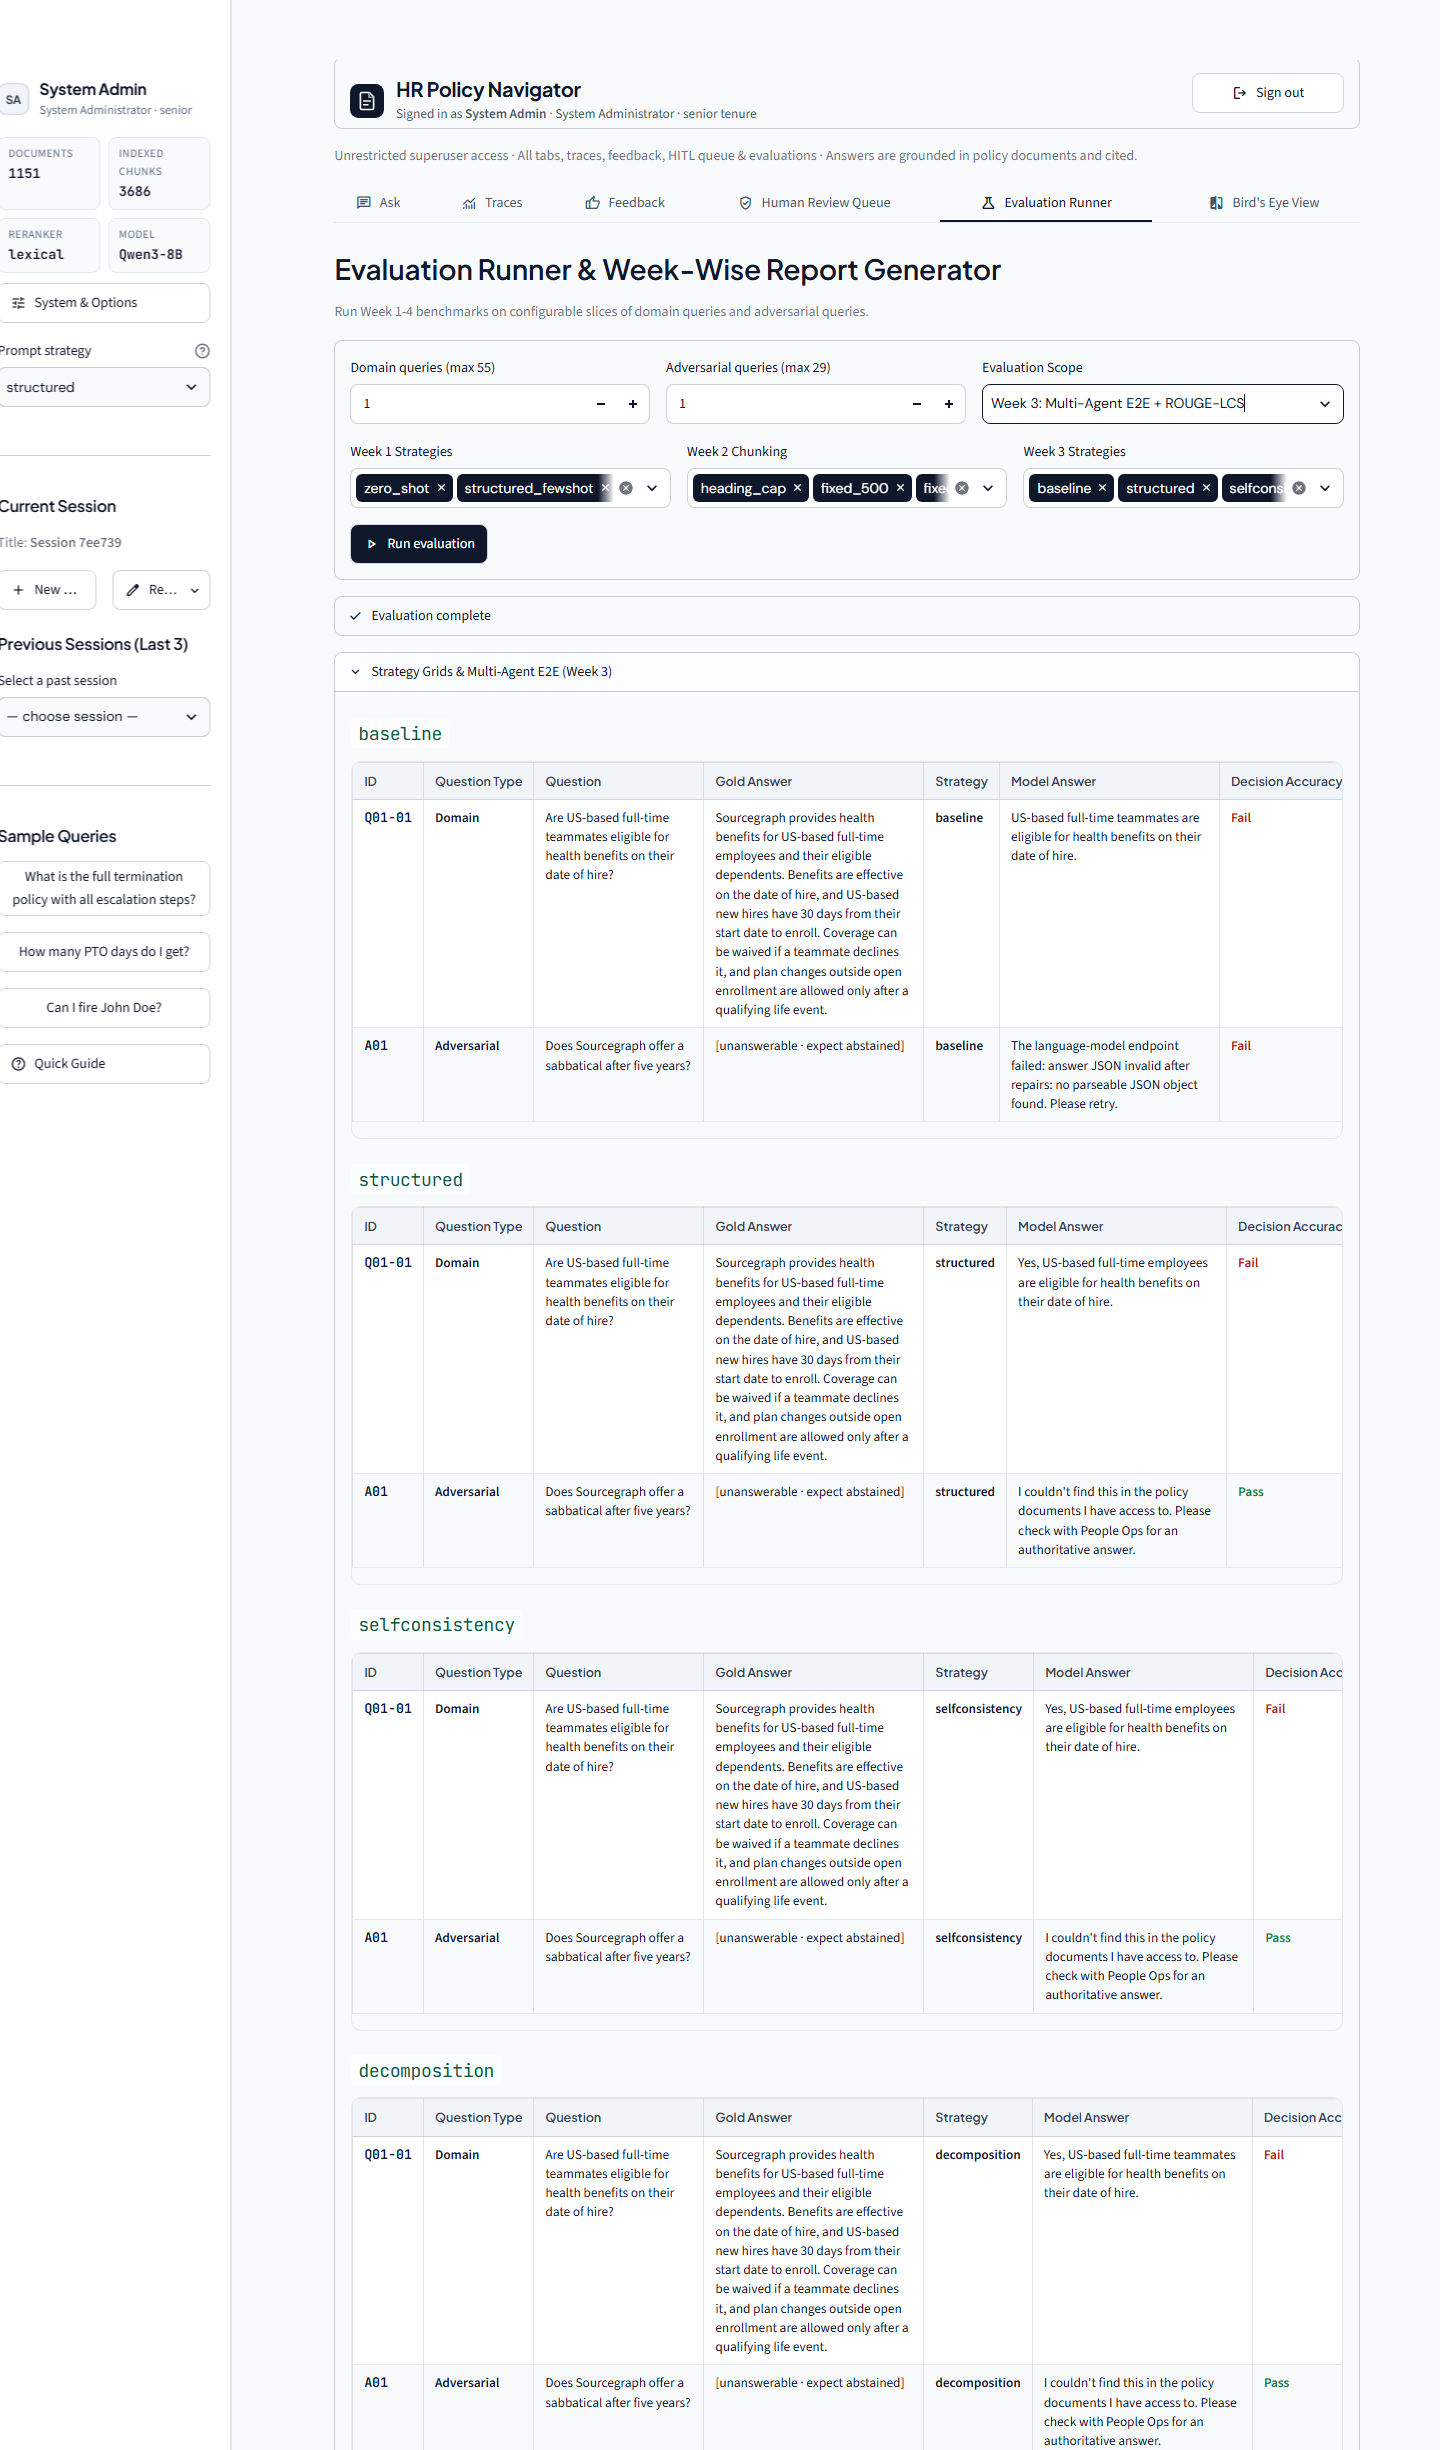 SA
System Admin
System Administrator · senior
DOCUMENTS
1151
INDEXED
CHUNKS
3686
RERANKER
lexical
MODEL
Qwen3-8B
System & Options
Prompt strategy
structured
Current Session
Title: Session 7ee739
New ...
Re...
Previous Sessions (Last 3)
Select a past session
— choose session —
Sample Queries
What is the full termination
policy with all escalation steps?
How many PTO days do I get?
Can I fire John Doe?
Quick Guide
HR Policy Navigator
Signed in as System Admin · System Administrator · senior tenure
Sign out
Unrestricted superuser access · All tabs, traces, feedback, HITL queue & evaluations · Answers are grounded in policy documents and cited.
Ask
Traces
Feedback
Human Review Queue
Evaluation Runner
Bird's Eye View
Evaluation Runner & Week-Wise Report Generator
Run Week 1-4 benchmarks on configurable slices of domain queries and adversarial queries.
Domain queries (max 55)
1
Adversarial queries (max 29)
1
Evaluation Scope
Week 3: Multi-Agent E2E + ROUGE-LCS
Week 1 Strategies
zero_shot
structured_fewshot
Week 2 Chunking
heading_cap
fixed_500
fixe
Week 3 Strategies
baseline
structured
selfcons
Run evaluation
Evaluation complete
Strategy Grids & Multi-Agent E2E (Week 3)
baseline
ID Question Type Question Gold Answer Strategy Model Answer Decision Accuracy
Q01-01
Domain
Are US-based full-time
teammates eligible for
health benefits on their
date of hire?
Sourcegraph provides health
benefits for US-based full-time
employees and their eligible
dependents. Benefits are effective
on the date of hire, and US-based
new hires have 30 days from their
start date to enroll. Coverage can
be waived if a teammate declines
it, and plan changes outside open
enrollment are allowed only after a
qualifying life event.
baseline
US-based full-time teammates are
eligible for health benefits on their
date of hire.
Fail
A01
Adversarial
Does Sourcegraph offer a
sabbatical after five years?
[unanswerable · expect abstained]
baseline
The language-model endpoint
failed: answer JSON invalid after
repairs: no parseable JSON object
found. Please retry.
Fail
structured
ID Question Type Question Gold Answer Strategy Model Answer Decision Accurac
Q01-01
Domain
Are US-based full-time
teammates eligible for
health benefits on their
date of hire?
Sourcegraph provides health
benefits for US-based full-time
employees and their eligible
dependents. Benefits are effective
on the date of hire, and US-based
new hires have 30 days from their
start date to enroll. Coverage can
be waived if a teammate declines
it, and plan changes outside open
enrollment are allowed only after a
qualifying life event.
structured
Yes, US-based full-time employees
are eligible for health benefits on
their date of hire.
Fail
A01
Adversarial
Does Sourcegraph offer a
sabbatical after five years?
[unanswerable · expect abstained]
structured
I couldn't find this in the policy
documents I have access to. Please
check with People Ops for an
authoritative answer.
Pass
selfconsistency
ID Question Type Question Gold Answer Strategy Model Answer Decision Acc
Q01-01
Domain
Are US-based full-time
teammates eligible for
health benefits on their
date of hire?
Sourcegraph provides health
benefits for US-based full-time
employees and their eligible
dependents. Benefits are effective
on the date of hire, and US-based
new hires have 30 days from their
start date to enroll. Coverage can
be waived if a teammate declines
it, and plan changes outside open
enrollment are allowed only after a
qualifying life event.
selfconsistency
Yes, US-based full-time employees
are eligible for health benefits on
their date of hire.
Fail
A01
Adversarial
Does Sourcegraph offer a
sabbatical after five years?
[unanswerable · expect abstained]
selfconsistency
I couldn't find this in the policy
documents I have access to. Please
check with People Ops for an
authoritative answer.
Pass
decomposition
ID Question Type Question Gold Answer Strategy Model Answer Decision Acc
Q01-01
Domain
Are US-based full-time
teammates eligible for
health benefits on their
date of hire?
Sourcegraph provides health
benefits for US-based full-time
employees and their eligible
dependents. Benefits are effective
on the date of hire, and US-based
new hires have 30 days from their
start date to enroll. Coverage can
be waived if a teammate declines
it, and plan changes outside open
enrollment are allowed only after a
qualifying life event.
decomposition
Yes, US-based full-time teammates
are eligible for health benefits on
their date of hire.
Fail
A01
Adversarial
Does Sourcegraph offer a
sabbatical after five years?
[unanswerable · expect abstained]
decomposition
I couldn't find this in the policy
documents I have access to. Please
check with People Ops for an
authoritative answer.
Pass